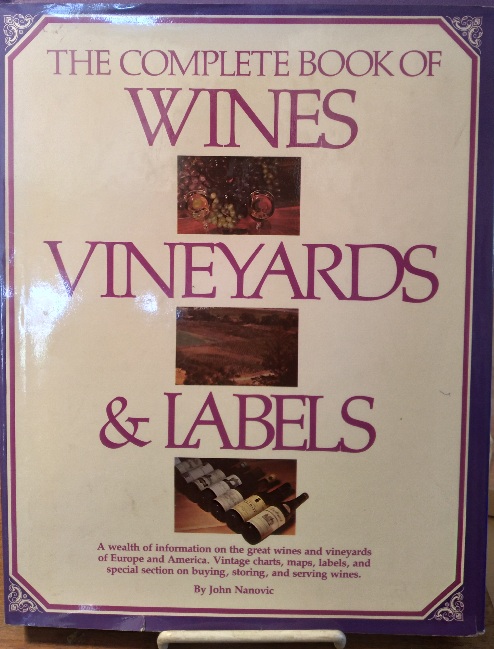 THE COMPLETE BOOK OF
WINES
VINEYARDS
& LABELS
A wealth of information on the great wines and vineyards
of Europe and America. Vintage charts, maps, labels, and
special section on buying, storing, and serving wines.
By John Nanovic